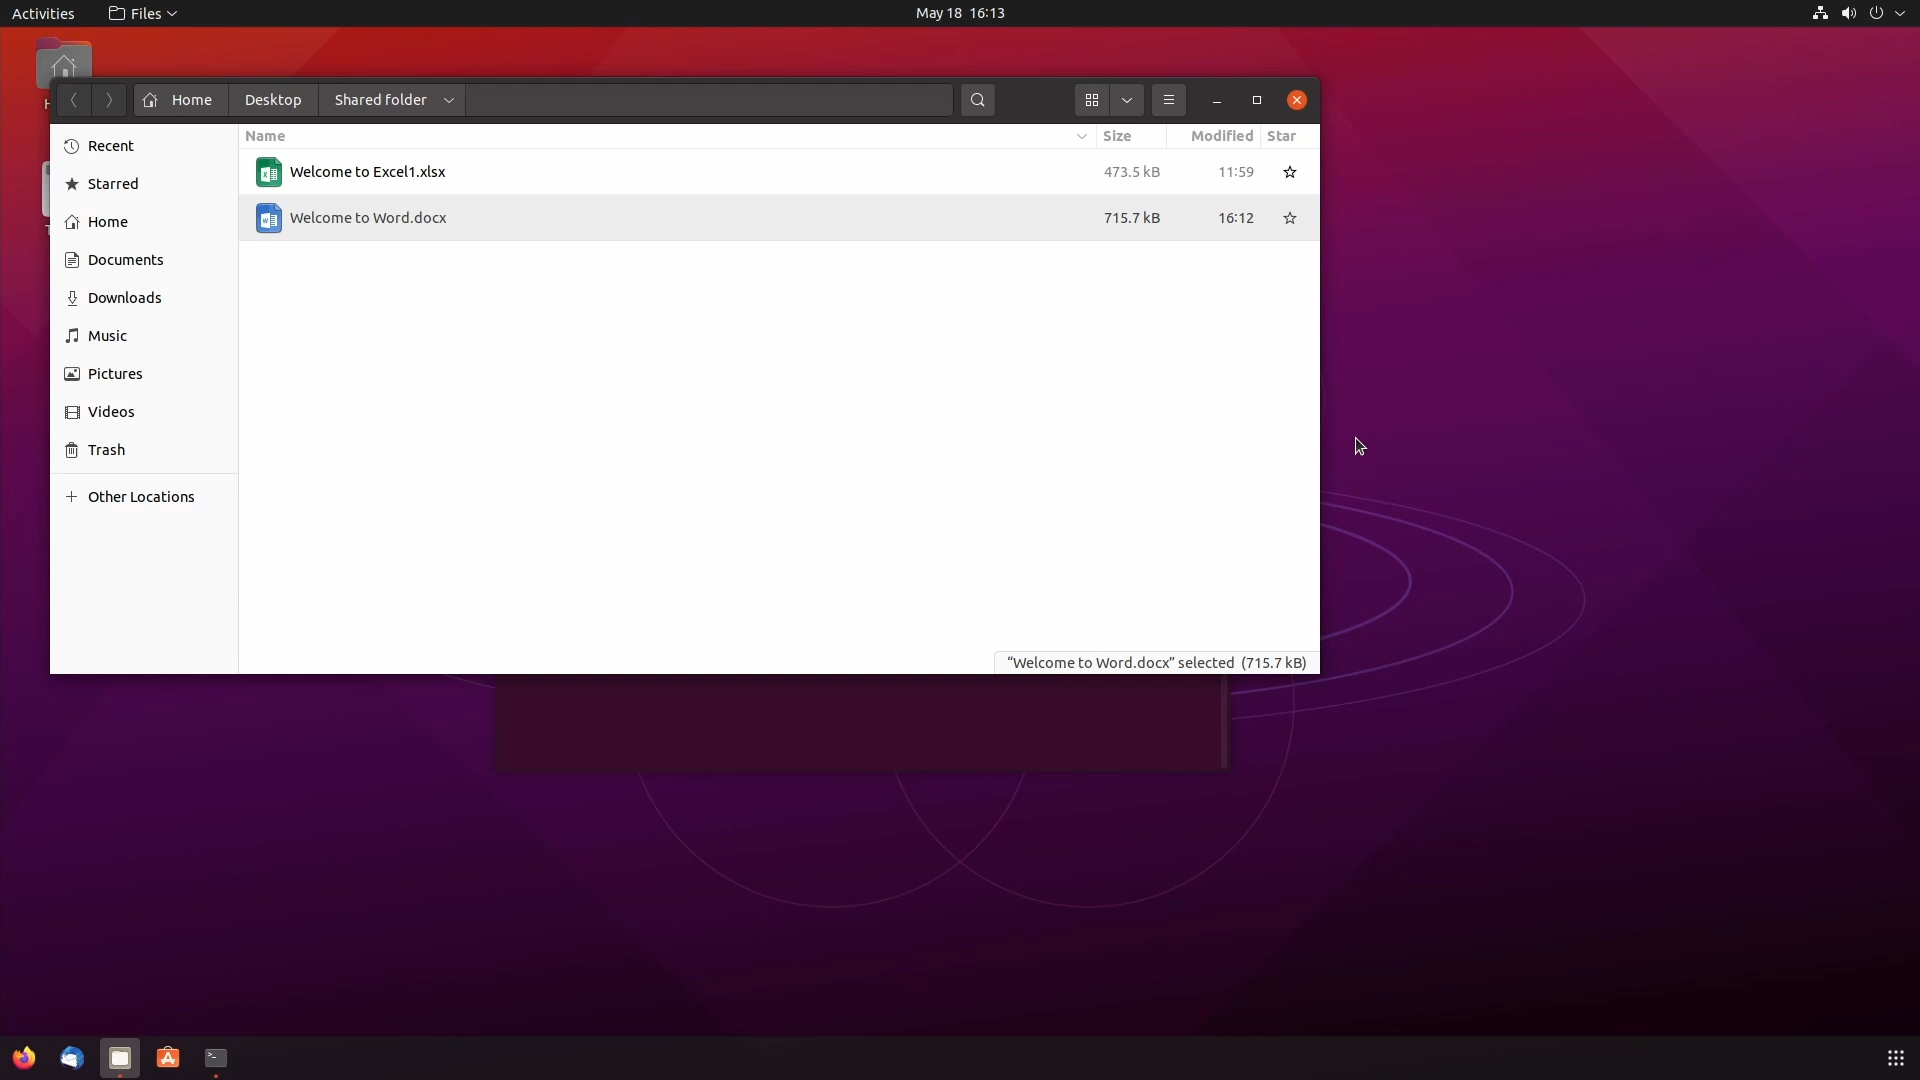 Activities Files May 18 16:13
H
Home Desktop Shared folder
Name Size Modified Star
Recent
Starred
Home
Documents
Downloads
Music
Pictures
Videos
Trash
Other Locations
Welcome to Excel1.xlsx 473.5 kB 11:59
Welcome to Word.docx 715.7 kB 16:12
T
“Welcome to Word.docx” selected (715.7 kB)